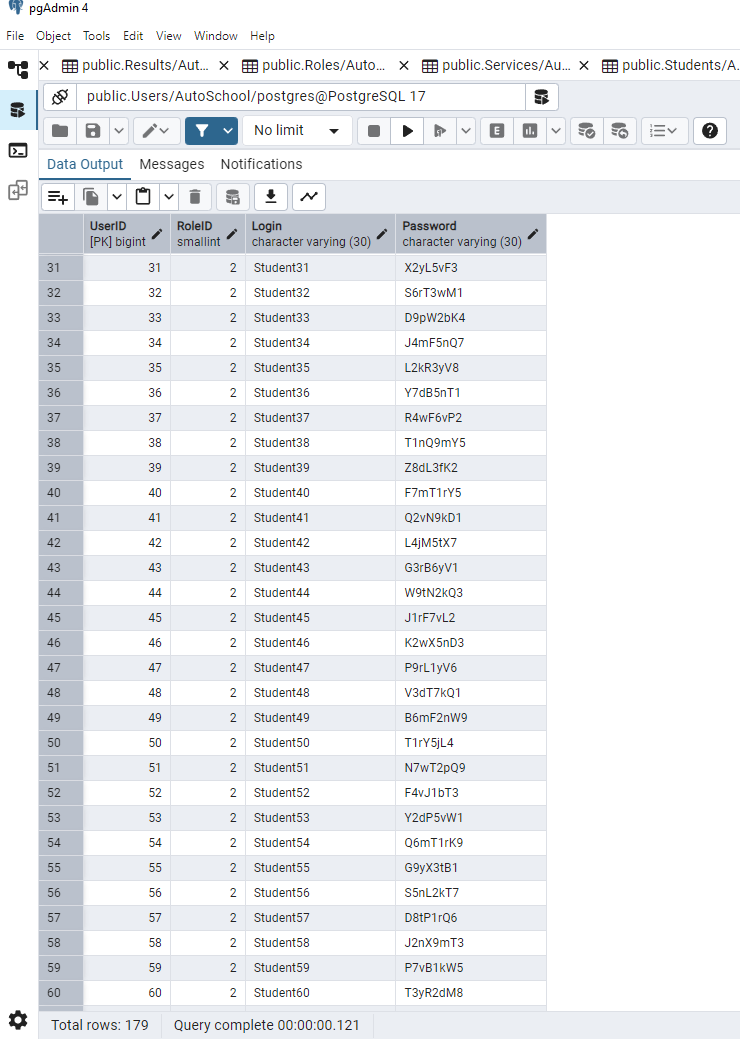 pgAdmin 4
File Object Tools Edit View Window Help
public.Results/Aut... public.Roles/Auto... public.Services/Au... public.Students/A.
public.Users/AutoSchool/postgres@PostgreSQL 17
No limit
E
Data Output Messages Notifications
UserID RoleID Login Password
[PK] bigint smallint character varying (30) character varying (30)
31 31 2 Student31 X2yL5vF3
32 32 2 Student32 S6rT3wM1
33 33 2 Student33 D9pW2bK4
34 34 2 Student34 J4mF5nQ7
35 35 2 Student35 L2kR3yV8
36 36 2 Student36 Y7dB5nT1
37 37 2 Student37 R4wF6vP2
38 38 2 Student38 T1nQ9mY5
39 39 2 Student39 Z8dL3fK2
40 40 2 Student40 F7mT1rY5
41 41 2 Student41 Q2vN9kD1
42 42 2 Student42 L4jM5tX7
43 43 2 Student43 G3rB6yV1
44 44 2 Student44 W9tN2kQ3
45 45 2 Student45 J1rF7vL2
46 46 2 Student46 K2wX5nD3
47 47 2 Student47 P9rL1yV6
48 48 2 Student48 V3dT7kQ1
49 49 2 Student49 B6mF2nW9
50 50 2 Student50 T1rY5jL4
51 51 2 Student51 N7wT2pQ9
52 52 2 Student52 F4vJ1bT3
53 53 2 Student53 Y2dP5vW1
54 54 2 Student54 Q6mT1rK9
55 55 2 Student55 G9yX3tB1
56 56 2 Student56 S5nL2kT7
57 57 2 Student57 D8tP1rQ6
58 58 2 Student58 J2nX9mT3
59 59 2 Student59 P7vB1kW5
60 60 2 Student60 T3yR2dM8
Total rows: 179 Query complete 00:00:00.121